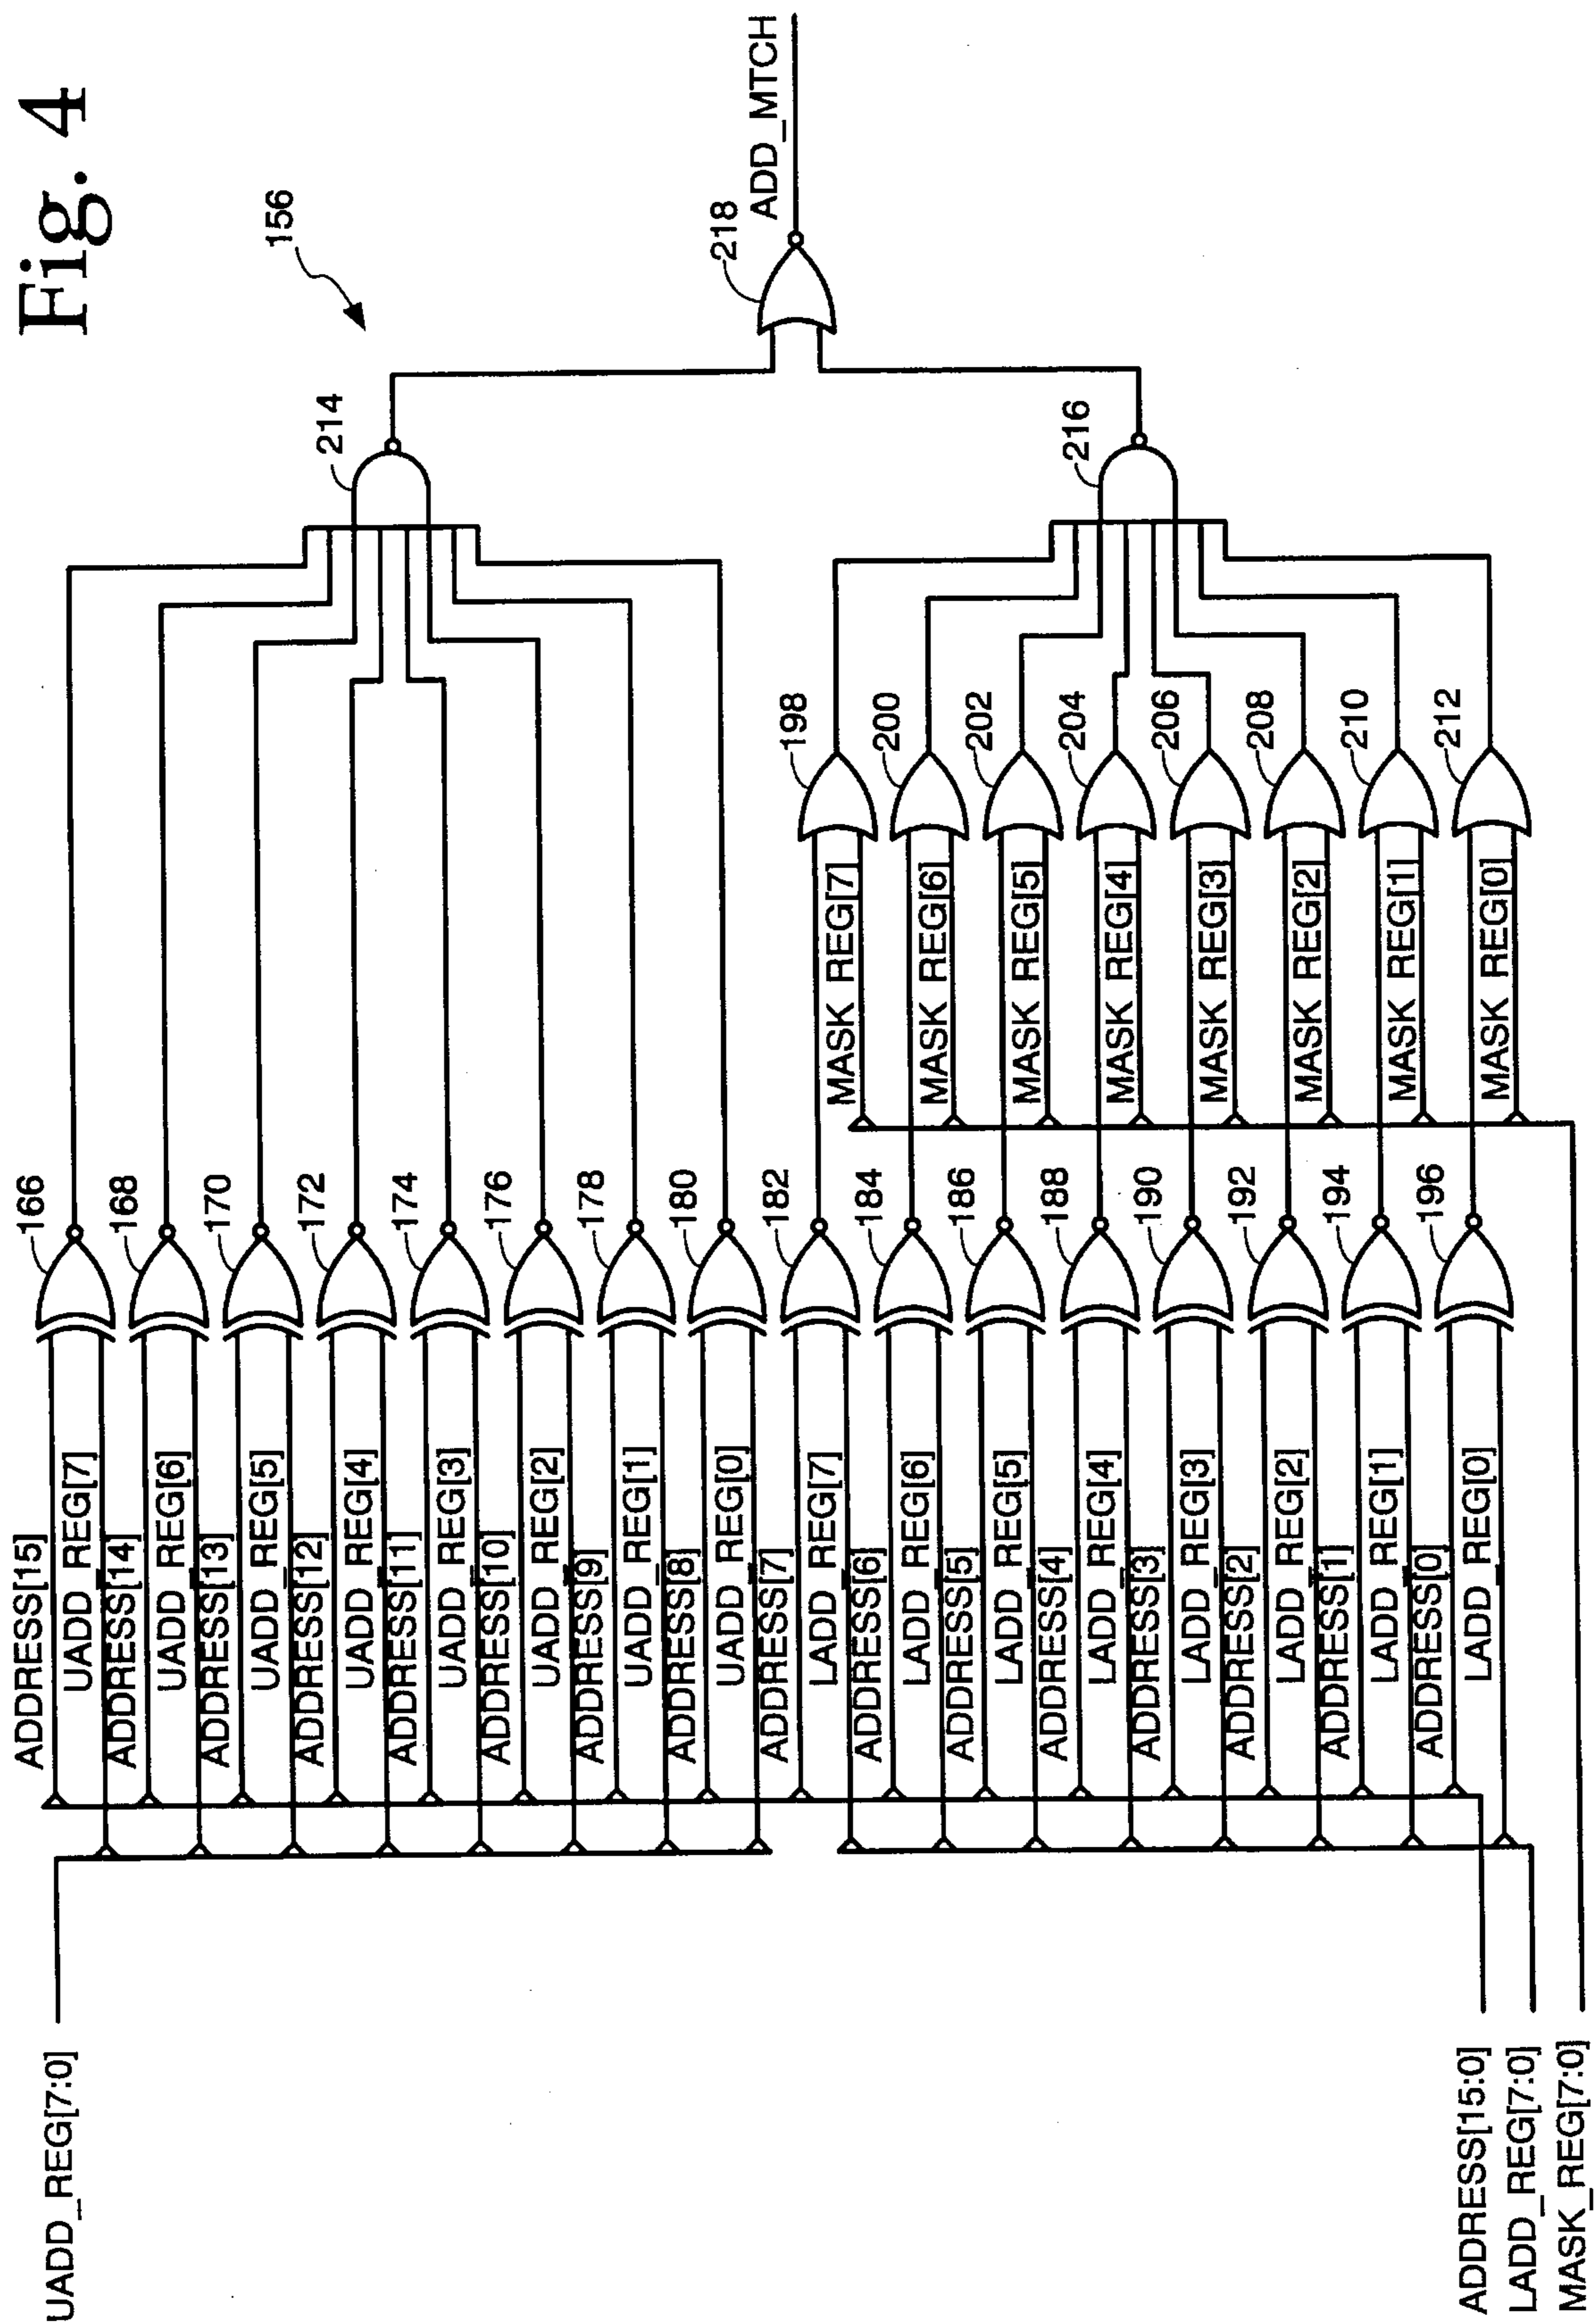 Fig. 4
156
UADD_REG[7:0]
ADDRESS[15]
UADD_REG[7]
166
ADDRESS[14]
UADD_REG[6]
168
ADDRESS[13]
UADD_REG[5]
170
ADDRESS[12]
UADD_REG[4]
172
ADDRESS[11]
UADD_REG[3]
174
ADDRESS[10]
UADD_REG[2]
176
ADDRESS[9]
UADD_REG[1]
178
ADDRESS[8]
UADD_REG[0]
180
ADDRESS[7]
LADD_REG[7]
182
ADDRESS[6]
LADD_REG[6]
184
ADDRESS[5]
LADD_REG[5]
186
ADDRESS[4]
LADD_REG[4]
188
ADDRESS[3]
LADD_REG[3]
190
ADDRESS[2]
LADD_REG[2]
192
ADDRESS[1]
LADD_REG[1]
194
ADDRESS[0]
LADD_REG[0]
196
MASK_REG[7]
198
MASK_REG[6]
200
MASK_REG[5]
202
MASK_REG[4]
204
MASK_REG[3]
206
MASK_REG[2]
208
MASK_REG[1]
210
MASK_REG[0]
212
214
216
218
ADD_MTCH
ADDRESS[15:0]
LADD_REG[7:0]
MASK_REG[7:0]